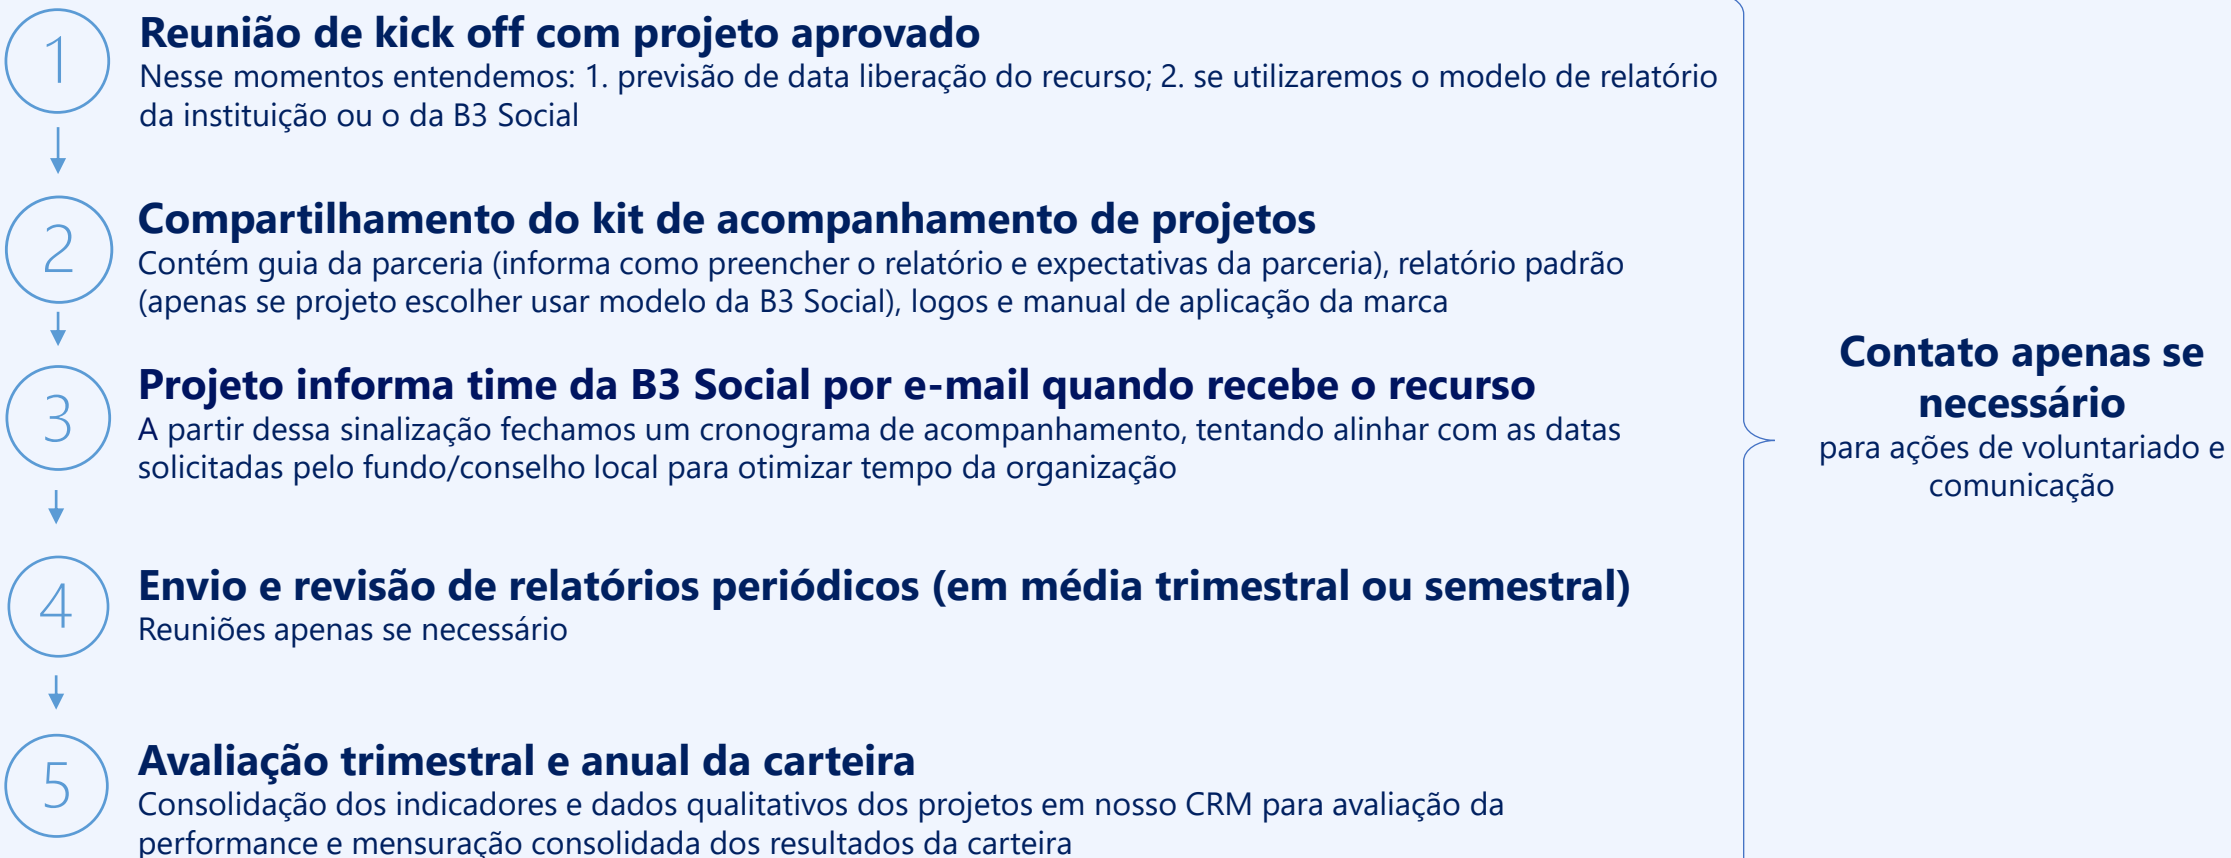 1
Reunião de kick off com projeto aprovado
Nesse momentos entendemos: 1. previsão de data liberação do recurso; 2. se utilizaremos o modelo de relatório
da instituição ou o da B3 Social
2
Compartilhamento do kit de acompanhamento de projetos
Contém guia da parceria (informa como preencher o relatório e expectativas da parceria), relatório padrão
(apenas se projeto escolher usar modelo da B3 Social), logos e manual de aplicação da marca
3
Projeto informa time da B3 Social por e-mail quando recebe o recurso
A partir dessa sinalização fechamos um cronograma de acompanhamento, tentando alinhar com as datas
solicitadas pelo fundo/conselho local para otimizar tempo da organização
4
Envio e revisão de relatórios periódicos (em média trimestral ou semestral)
Reuniões apenas se necessário
5
Avaliação trimestral e anual da carteira
Consolidação dos indicadores e dados qualitativos dos projetos em nosso CRM para avaliação da
performance e mensuração consolidada dos resultados da carteira
Contato apenas se
necessário
para ações de voluntariado e
comunicação